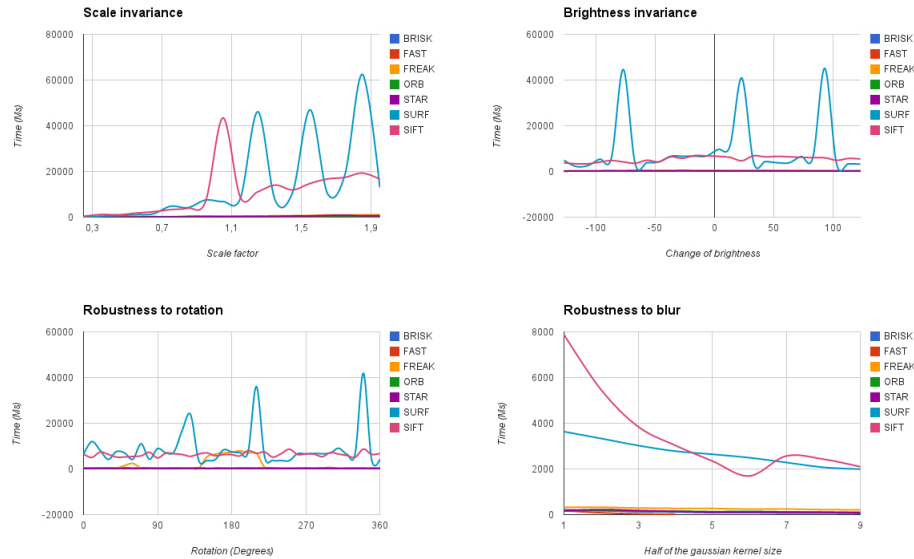 Scale invariance
80000
60000
40000
20000
0
Time (Ms)
0,3
0,7
1,1
1,5
1,9
Scale factor
BRISK
FAST
FREAK
ORB
STAR
SURF
SIFT
Brightness invariance
60000
40000
20000
0
-20000
Time (Ms)
-100
-50
0
50
100
Change of brightness
BRISK
FAST
FREAK
ORB
STAR
SURF
SIFT
Robustness to rotation
60000
40000
20000
0
-20000
Time (Ms)
0
90
180
270
360
Rotation (Degrees)
BRISK
FAST
FREAK
ORB
STAR
SURF
SIFT
Robustness to blur
8000
6000
4000
2000
0
Time (Ms)
1
3
5
7
9
Half of the gaussian kernel size
BRISK
FAST
FREAK
ORB
STAR
SURF
SIFT